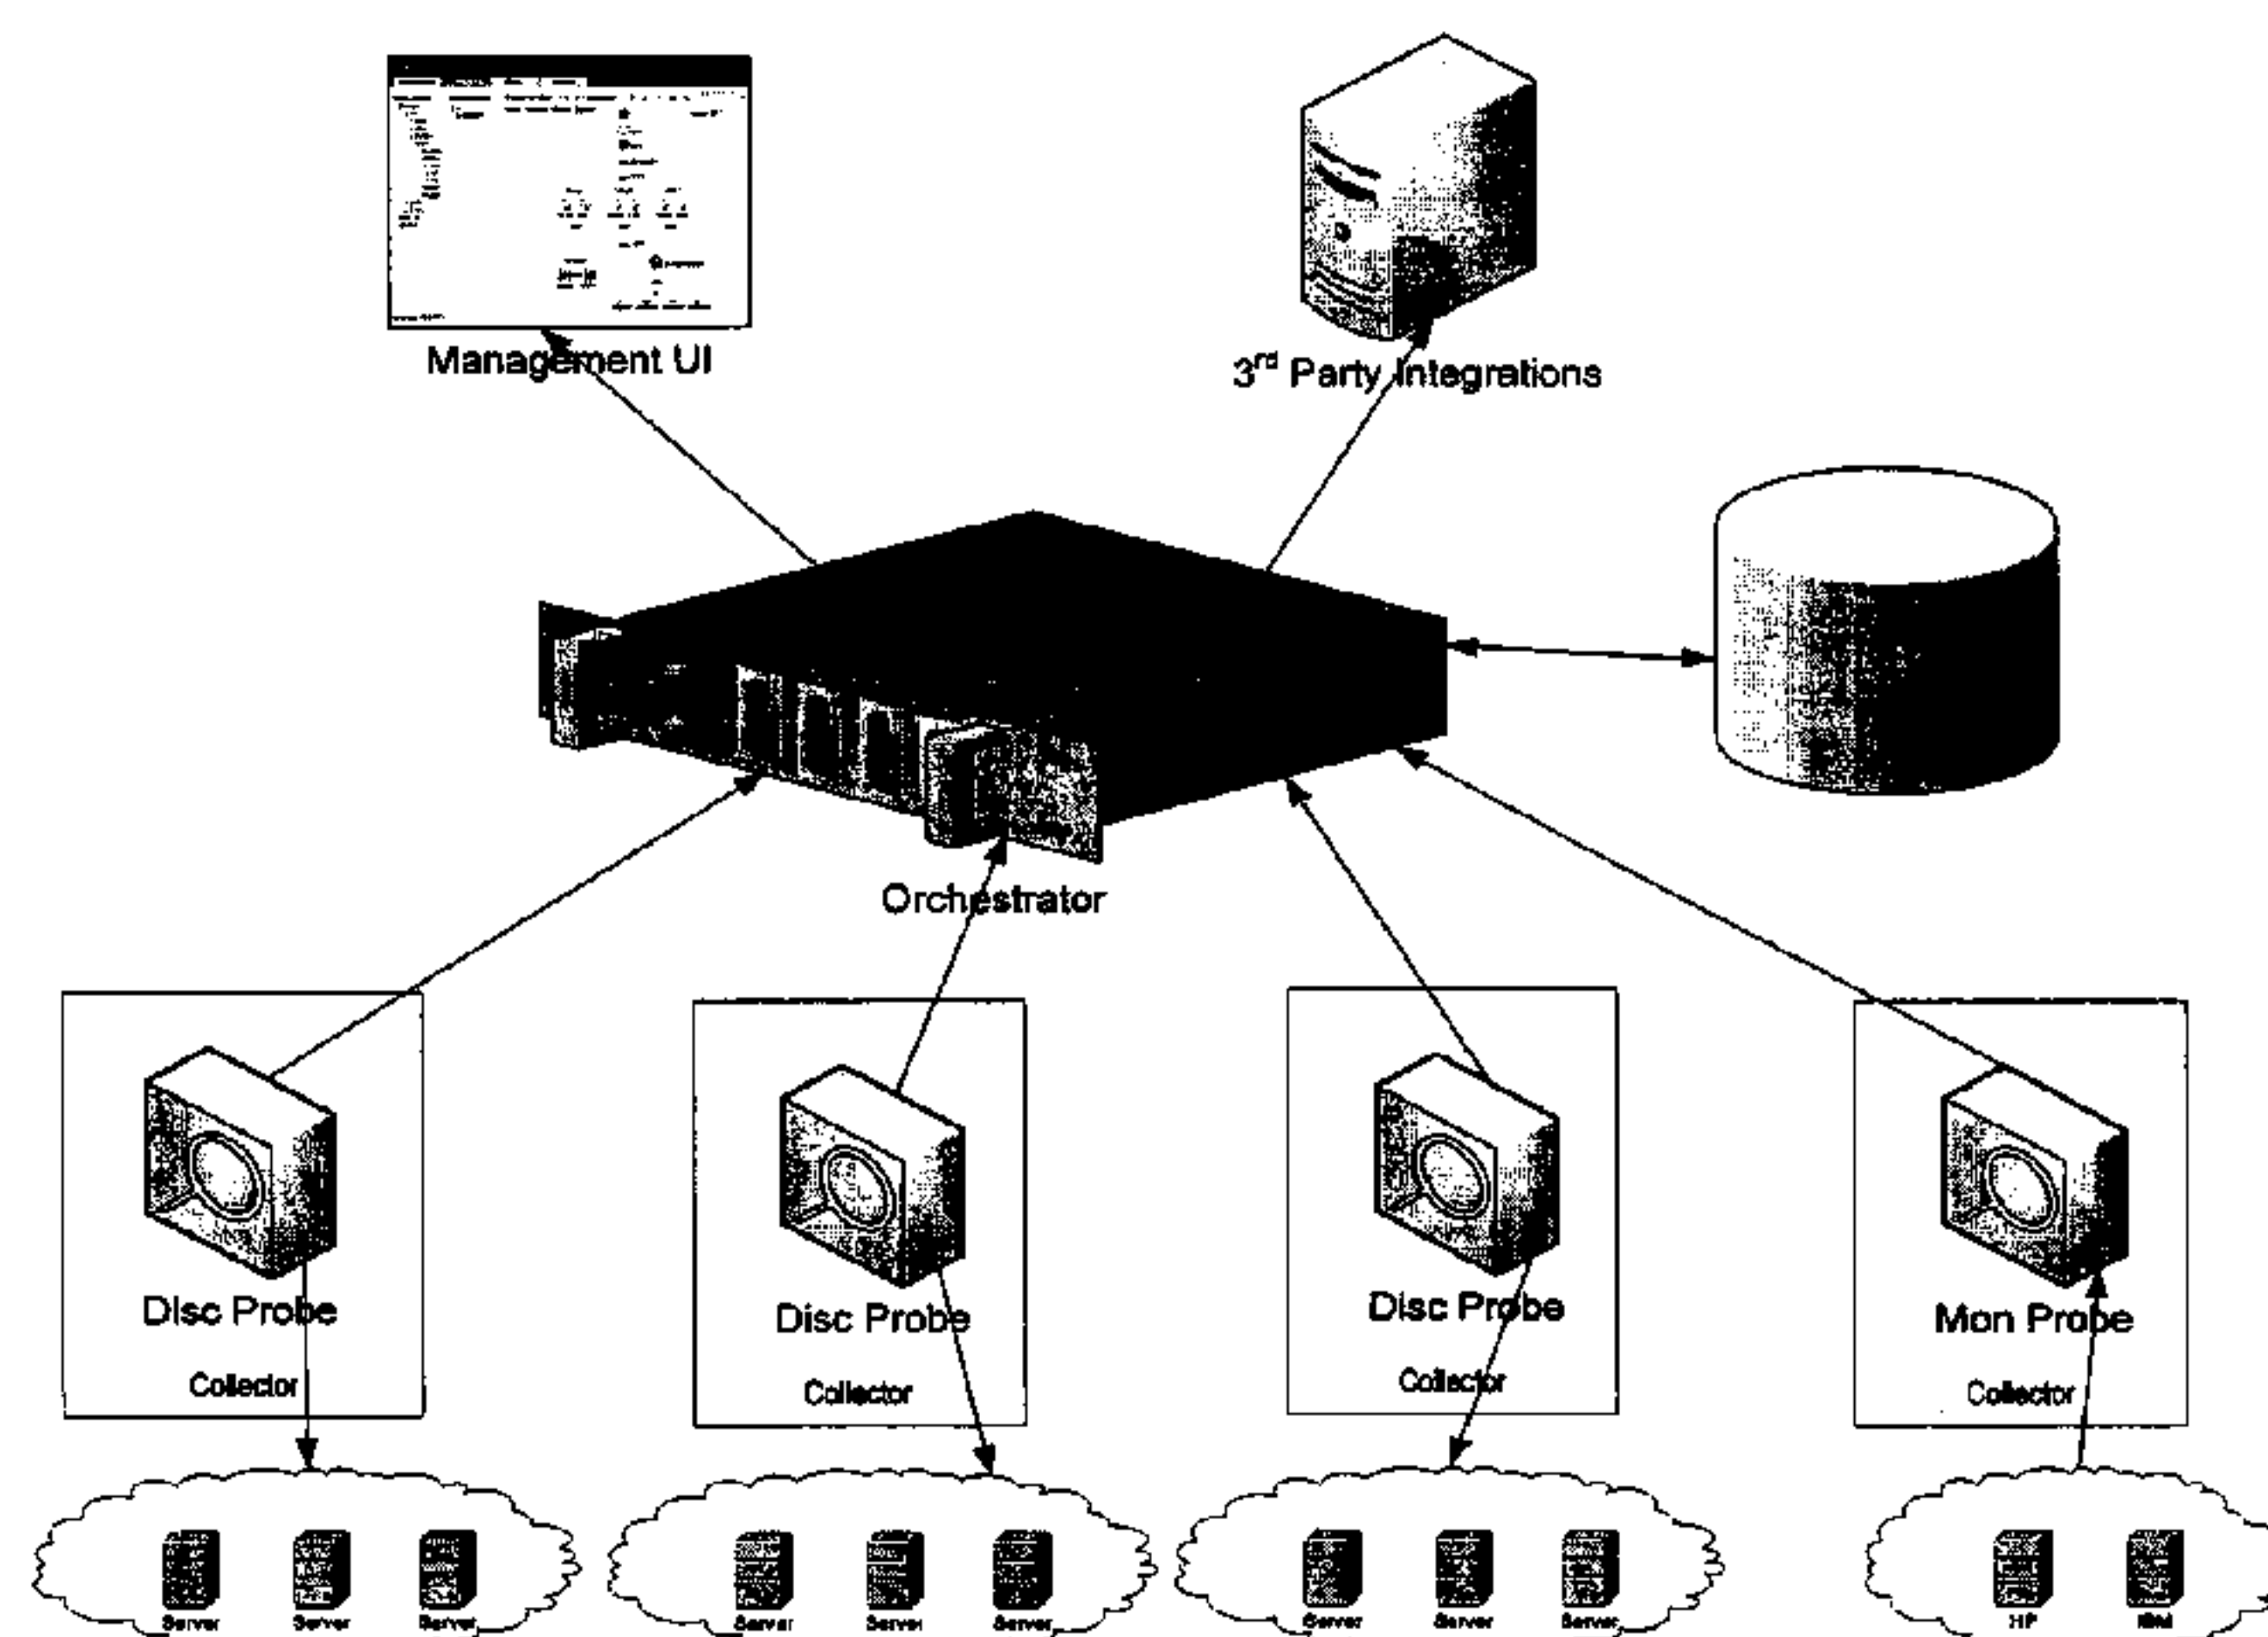 Management UI
3rd Party Integrations
Orchestrator
Disc Probe
Collector
Disc Probe
Collector
Disc Probe
Collector
Mon Probe
Collector
Server Server Server
Server Server Server
Server Server Server
HP IBM